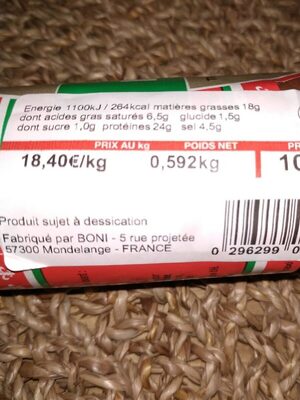 Energie 1100kJ / 264kcal matières grasses 18g
dont acides gras saturés 6,5g glucide 1,5g
dont sucre 1,0g protéines 24g sel 4,5g
PRIX AU kg POIDS NET
18,40€/kg 0,592kg 10
Produit sujet à dessication
Fabriqué par BONI - 5 rue projetée
57300 Mondelange - FRANCE
0 296299 0